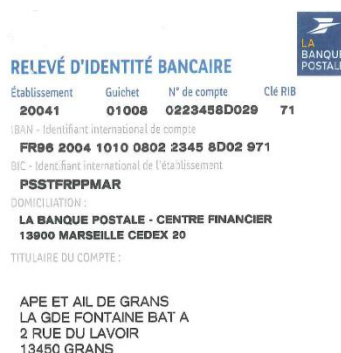 LA
BANQUE
POSTALE
RELEVÉ D'IDENTITÉ BANCAIRE
Établissement Guichet N° de compte Clé RIB
20041 01008 0223458D029 71
IBAN - Identifiant international de compte
FR96 2004 1010 0802 2345 8D02 971
BIC - Identifiant international de l'établissement
PSSTFRPPMAR
DOMICILIATION :
LA BANQUE POSTALE - CENTRE FINANCIER
13900 MARSEILLE CEDEX 20
TITULAIRE DU COMPTE :
APE ET AIL DE GRANS
LA GDE FONTAINE BAT A
2 RUE DU LAVOIR
13450 GRANS